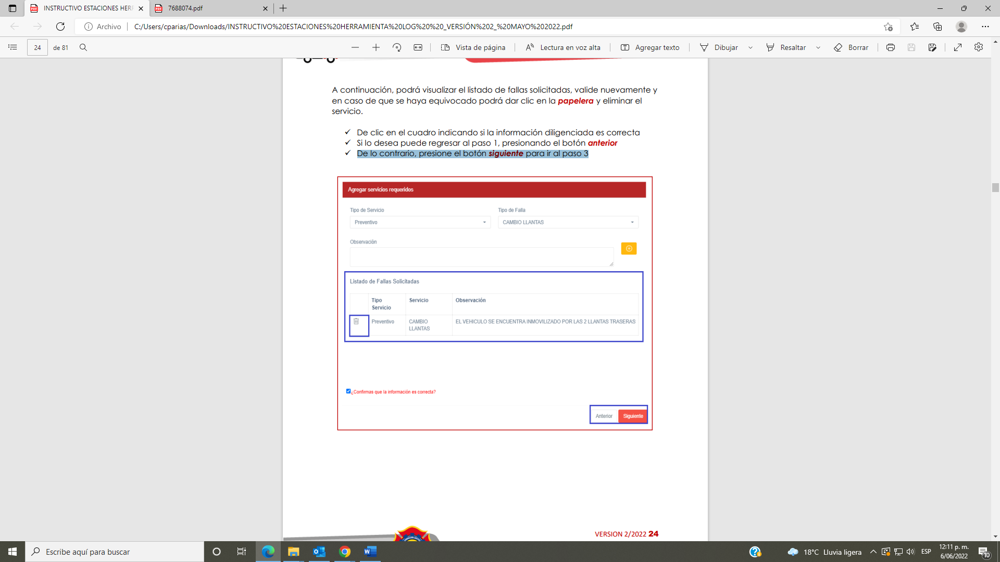 INSTRUCTIVO ESTACIONES HERR
7688074.pdf
Archivo
C:/Users/cparias/Downloads/INSTRUCTIVO%20ESTACIONES%20HERRAMIENTA%20LOG%20%20_VERSIÓN%202_%20MAYO%202022.pdf
24 de 81
Vista de página
Lectura en voz alta
Agregar texto
Dibujar
Resaltar
Borrar
A continuación, podrá visualizar el listado de fallas solicitadas, valide nuevamente y
en caso de que se haya equivocado podrá dar clic en la papelera y eliminar el
servicio.
✓ De clic en el cuadro indicando si la información diligenciada es correcta
✓ Si lo desea puede regresar al paso 1, presionando el botón anterior
✓ De lo contrario, presione el botón siguiente para ir al paso 3
Agregar servicios requeridos
Tipo de Servicio
Tipo de Falla
Preventivo
CAMBIO LLANTAS
Observación
Listado de Fallas Solicitadas
Tipo Servicio
Servicio
Observación
Preventivo
CAMBIO LLANTAS
EL VEHICULO SE ENCUENTRA INMOVILIZADO POR LAS 2 LLANTAS TRASERAS
¿Confirmas que la información es correcta?
Anterior
Siguiente
VERSION 2/2022 24
Escribe aquí para buscar
18°C Lluvia ligera
ESP
12:11 p. m.
6/06/2022
10